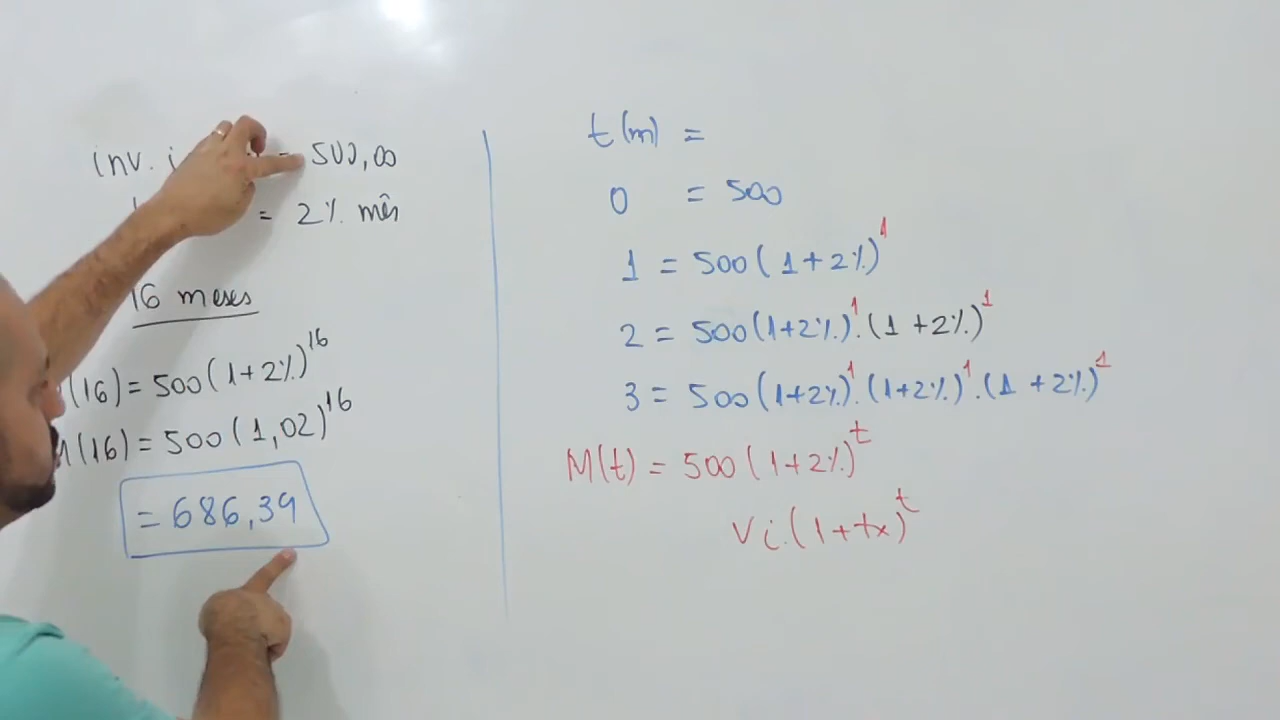 inv. = 500,00
= 2% mês
16 meses
(16) = 500(1+2%)^16
(16) = 500(1,02)^16
= 686,39
t(m) =
0 = 500
1 = 500(1+2%)^1
2 = 500(1+2%)^1.(1+2%)^1
3 = 500(1+2%)^1.(1+2%)^1.(1+2%)^1
M(t) = 500(1+2%)^t
Vi.(1+tx)^t